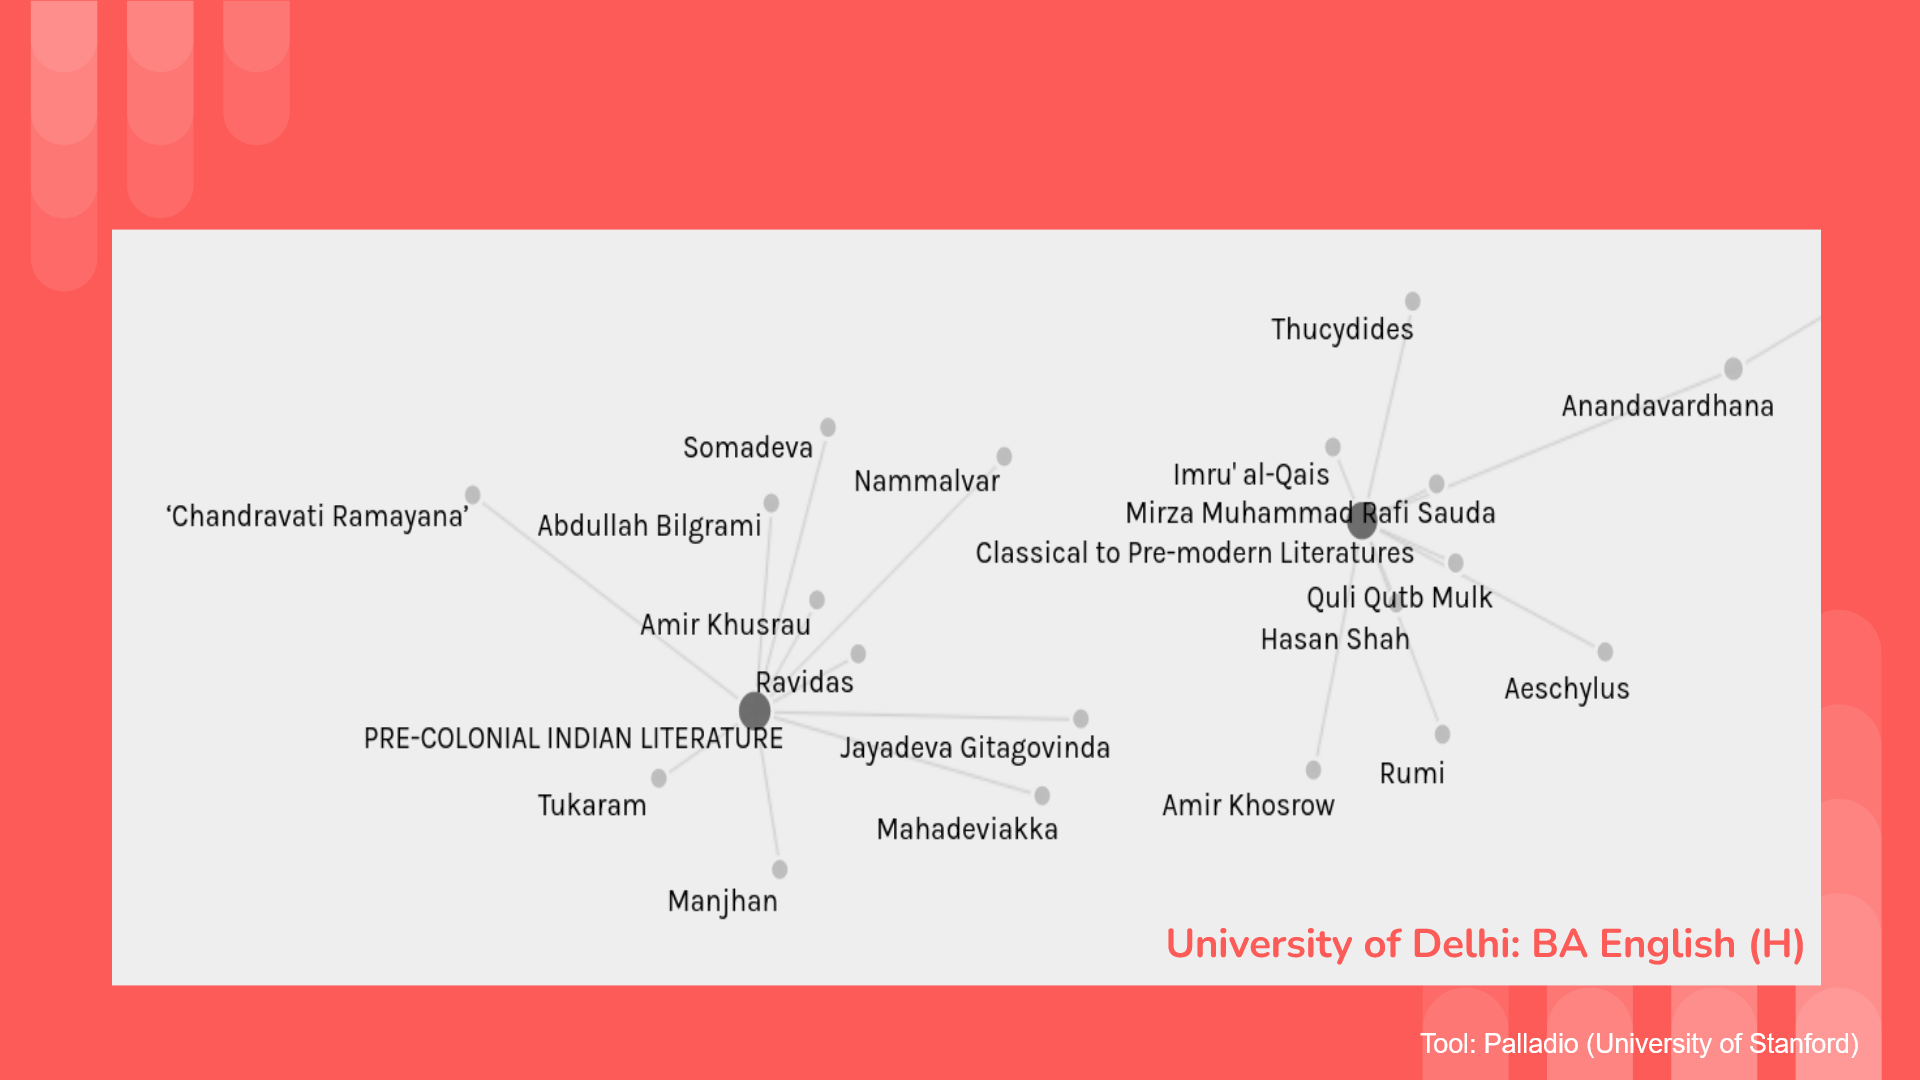 Thucydides
Anandavardhana
Somadeva
Nammalvar
Imru' al-Qais
‘Chandravati Ramayana’
Abdullah Bilgrami
Mirza Muhammad Rafi Sauda
Classical to Pre-modern Literatures
Amir Khusrau
Quli Qutb Mulk
Hasan Shah
Ravidas
Aeschylus
PRE-COLONIAL INDIAN LITERATURE
Jayadeva Gitagovinda
Rumi
Tukaram
Amir Khosrow
Mahadeviakka
Manjhan
University of Delhi: BA English (H)
Tool: Palladio (University of Stanford)